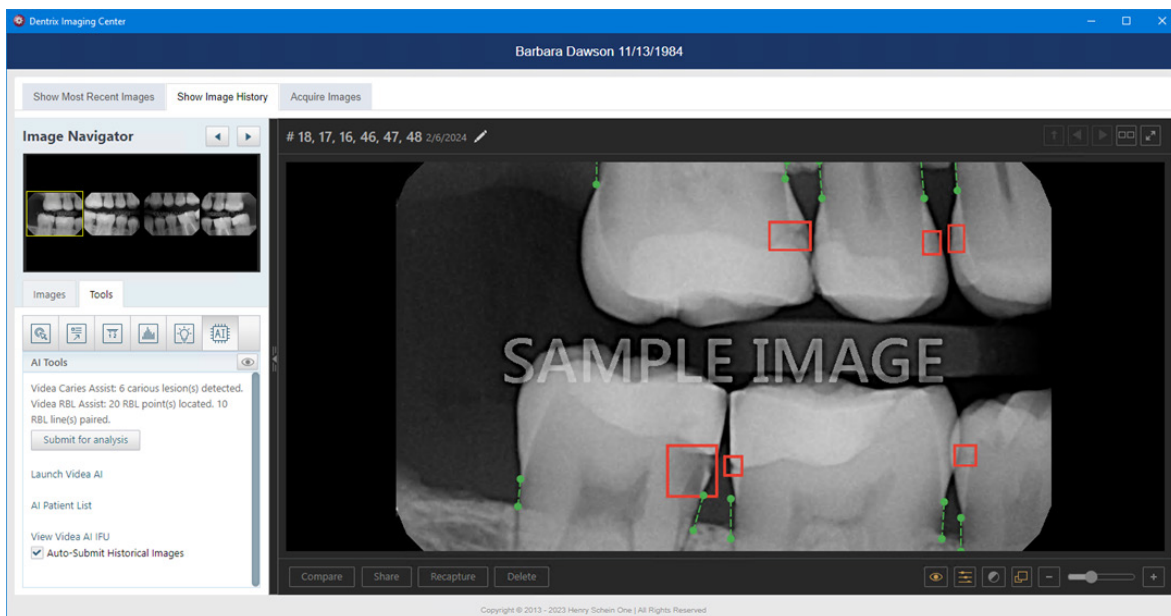 Dentrix Imaging Center
Barbara Dawson 11/13/1984
Show Most Recent Images
Show Image History
Acquire Images
Image Navigator
# 18, 17, 16, 46, 47, 48 2/6/2024
Images
Tools
AI
AI Tools
Videa Caries Assist: 6 carious lesion(s) detected.
Videa RBL Assist: 20 RBL point(s) located. 10
RBL line(s) paired.
Submit for analysis
Launch Videa AI
AI Patient List
View Videa AI IFU
Auto-Submit Historical Images
SAMPLE IMAGE
Compare
Share
Recapture
Delete
Copyright © 2013 - 2023 Henry Schein One | All Rights Reserved